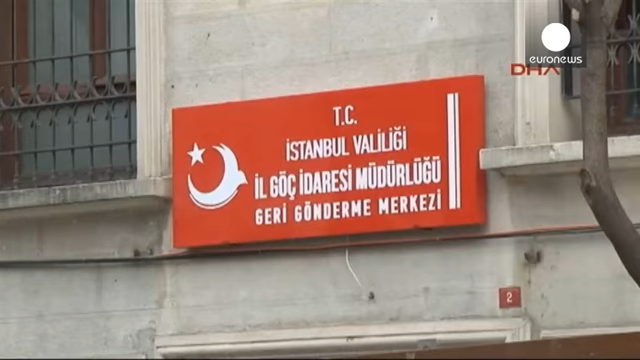 euronews
DHA
T.C.
İSTANBUL VALİLİĞİ
İL GÖÇ İDARESİ MÜDÜRLÜĞÜ
GERİ GÖNDERME MERKEZİ
2